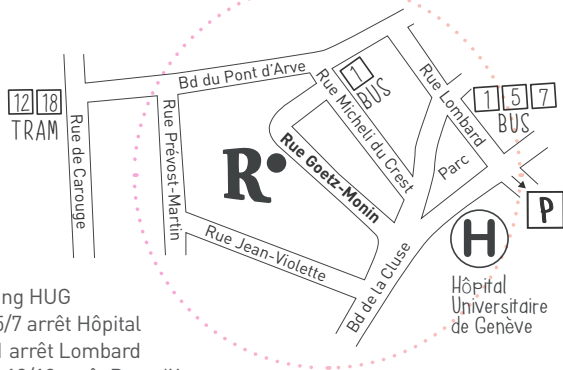 Bd du Pont d'Arve
1
BUS
Rue Micheli du Crest
Rue Lombard
12 18
TRAM
1 5 7
BUS
Rue de Carouge
Rue Prévost-Martin
R
Rue Goetz-Monin
Parc
P
Rue Jean-Violette
Bd de la Cluse
H
Hôpital
Universitaire
de Genève
ng HUG
5/7 arrêt Hôpital
arrêt Lombard